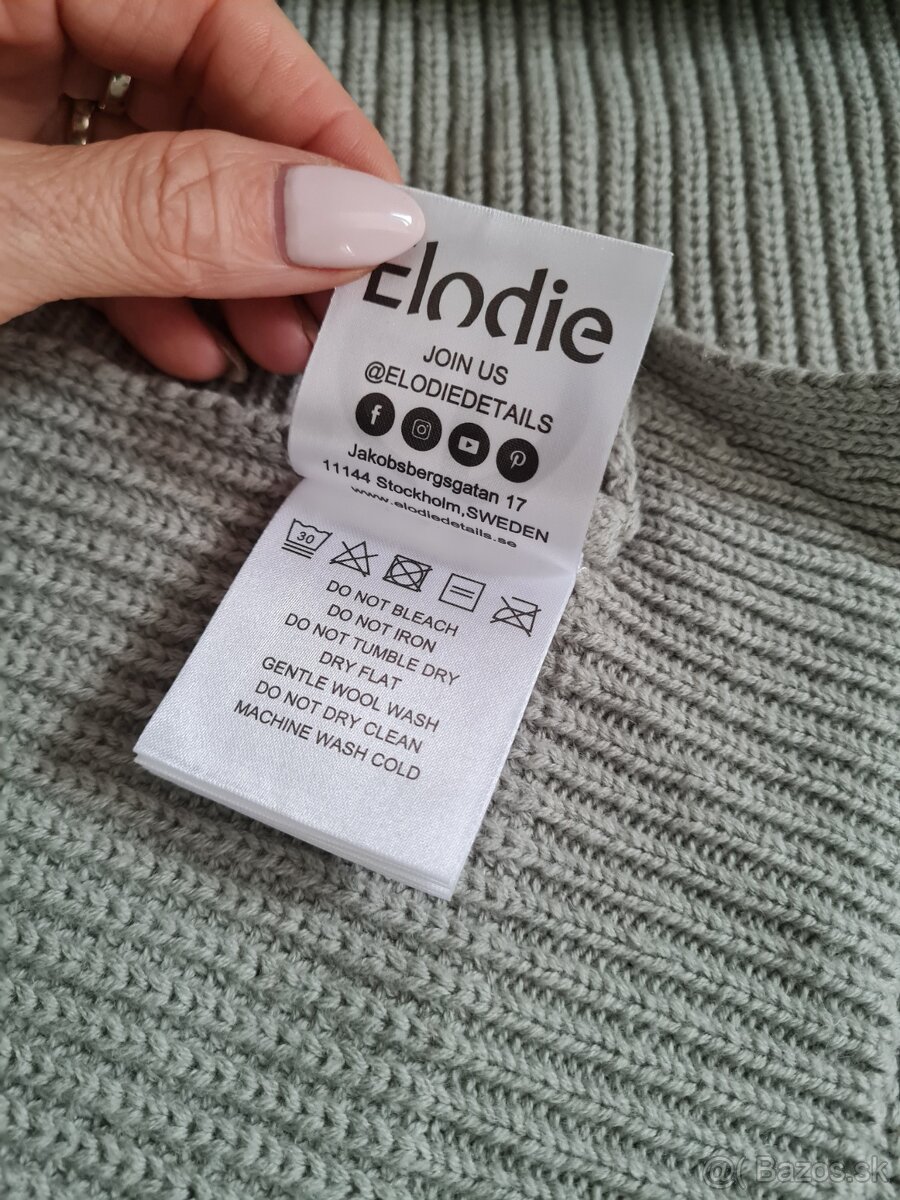 Elodie
JOIN US
@ELODIEDETAILS
Jakobsbergsgatan 17
11144 Stockholm,SWEDEN
www.elodiedetails.se
30
DO NOT BLEACH
DO NOT IRON
DO NOT TUMBLE DRY
DRY FLAT
GENTLE WOOL WASH
DO NOT DRY CLEAN
MACHINE WASH COLD
@( Bazos.sk